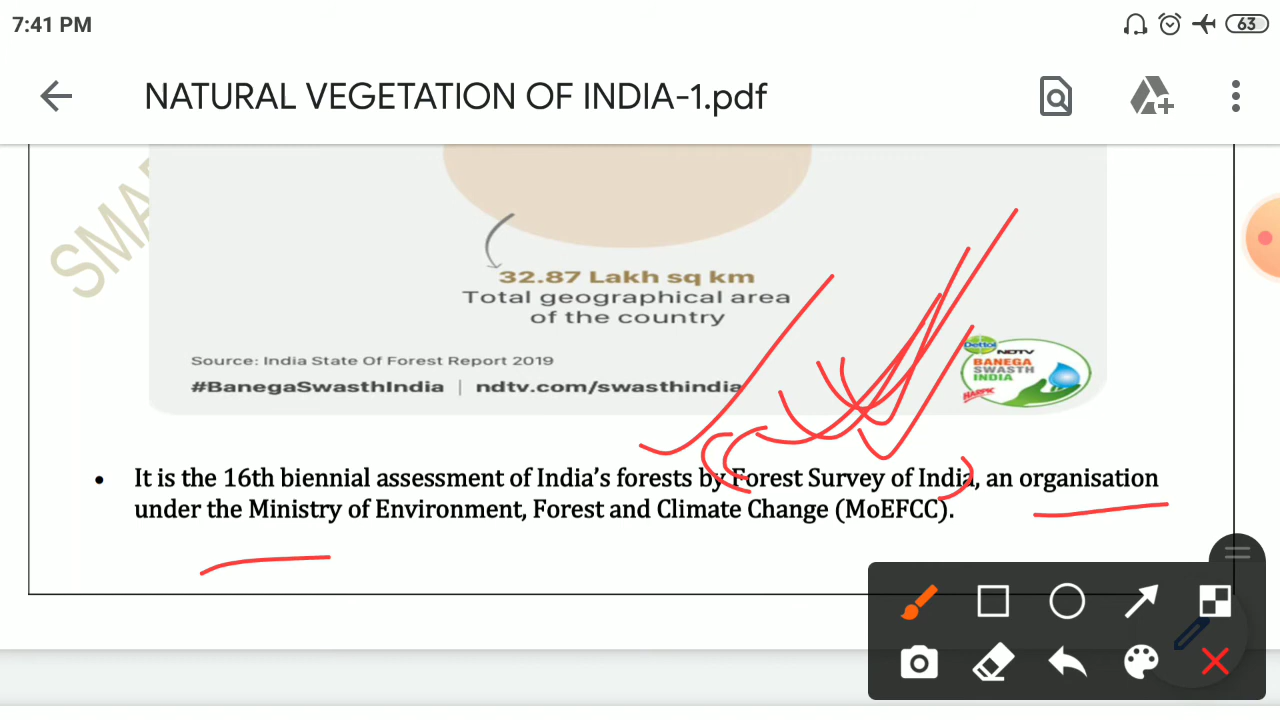 7:41 PM
63
NATURAL VEGETATION OF INDIA-1.pdf
SMA
32.87 Lakh sq km
Total geographical area
of the country
Source: India State Of Forest Report 2019
#BanegaSwasthIndia | ndtv.com/swasthindia
Dettol
NDTV
BANEGA
SWASTH
INDIA
HARPIC
• It is the 16th biennial assessment of India's forests by Forest Survey of India, an organisation
under the Ministry of Environment, Forest and Climate Change (MoEFCC).